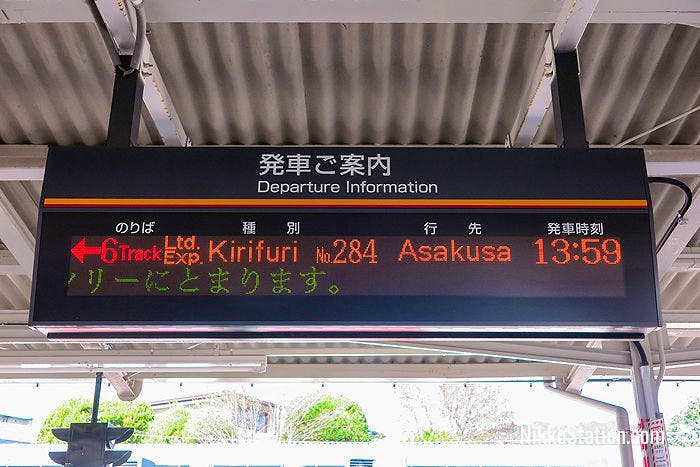 発車ご案内
Departure Information
のりば 種別 行先 発車時刻
←6Track Ltd. Exp. Kirifuri No.284 Asakusa 13:59
リーにとまります。
NikkoStation.com